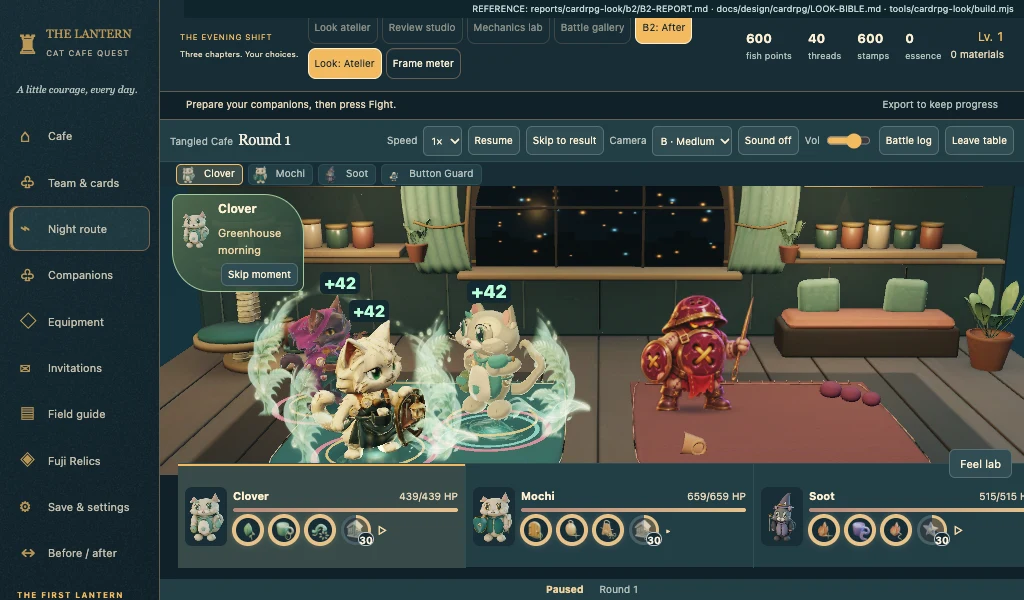 REFERENCE: reports/cardrpg-look/b2/B2-REPORT.md · docs/design/cardrpg/LOOK-BIBLE.md · tools/cardrpg-look/build.mjs
THE LANTERN
CAT CAFE QUEST
A little courage, every day.
Cafe
Team & cards
Night route
Companions
Equipment
Invitations
Field guide
Fuji Relics
Save & settings
Before / after
THE FIRST LANTERN
THE EVENING SHIFT
Three chapters. Your choices.
Look atelier
Review studio
Mechanics lab
Battle gallery
B2: After
Look: Atelier
Frame meter
600
fish points
40
threads
600
stamps
0
essence
Lv. 1
0 materials
Prepare your companions, then press Fight.
Export to keep progress
Tangled Cafe Round 1
Speed
1x
Resume
Skip to result
Camera
B · Medium
Sound off
Vol
Battle log
Leave table
Clover
Mochi
Soot
Button Guard
Clover
Greenhouse
morning
Skip moment
+42
+42
+42
Feel lab
Clover
439/439 HP
30
Mochi
659/659 HP
30
Soot
515/515 H
30
Paused
Round 1